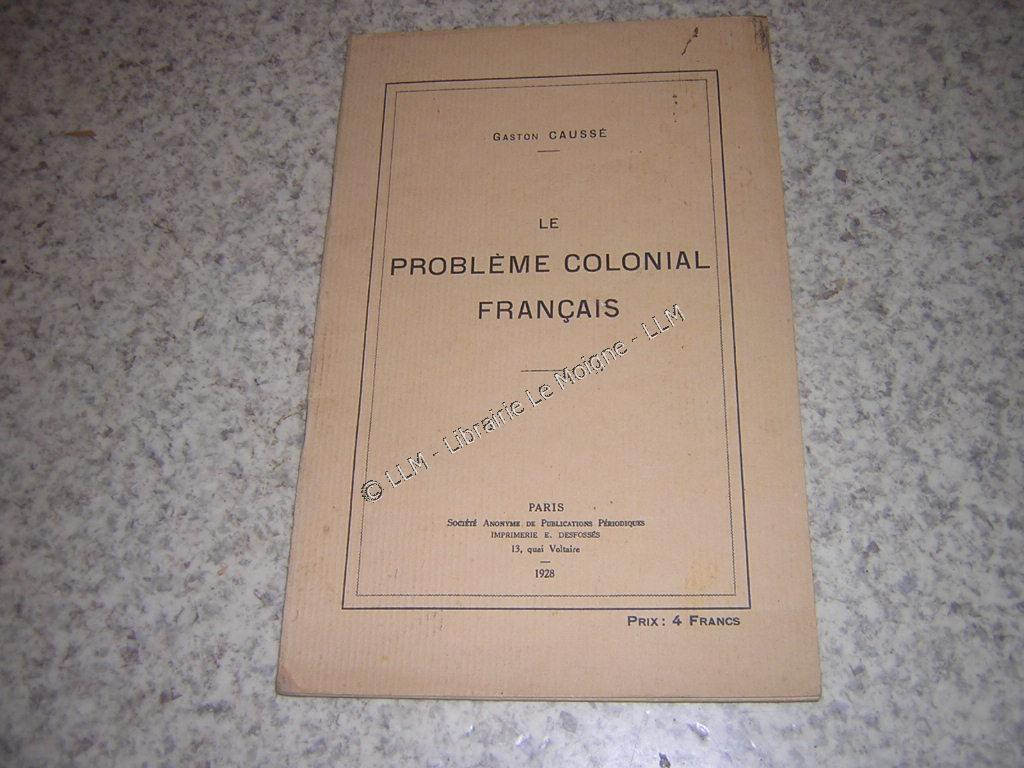 Gaston CAUSSÉ
LE
PROBLÈME COLONIAL
FRANÇAIS
© LLM - Librairie Le Moigne - LLM
PARIS
Société Anonyme de Publications Périodiques
IMPRIMERIE E. DESFOSSÉS
13, quai Voltaire
1928
Prix : 4 Francs